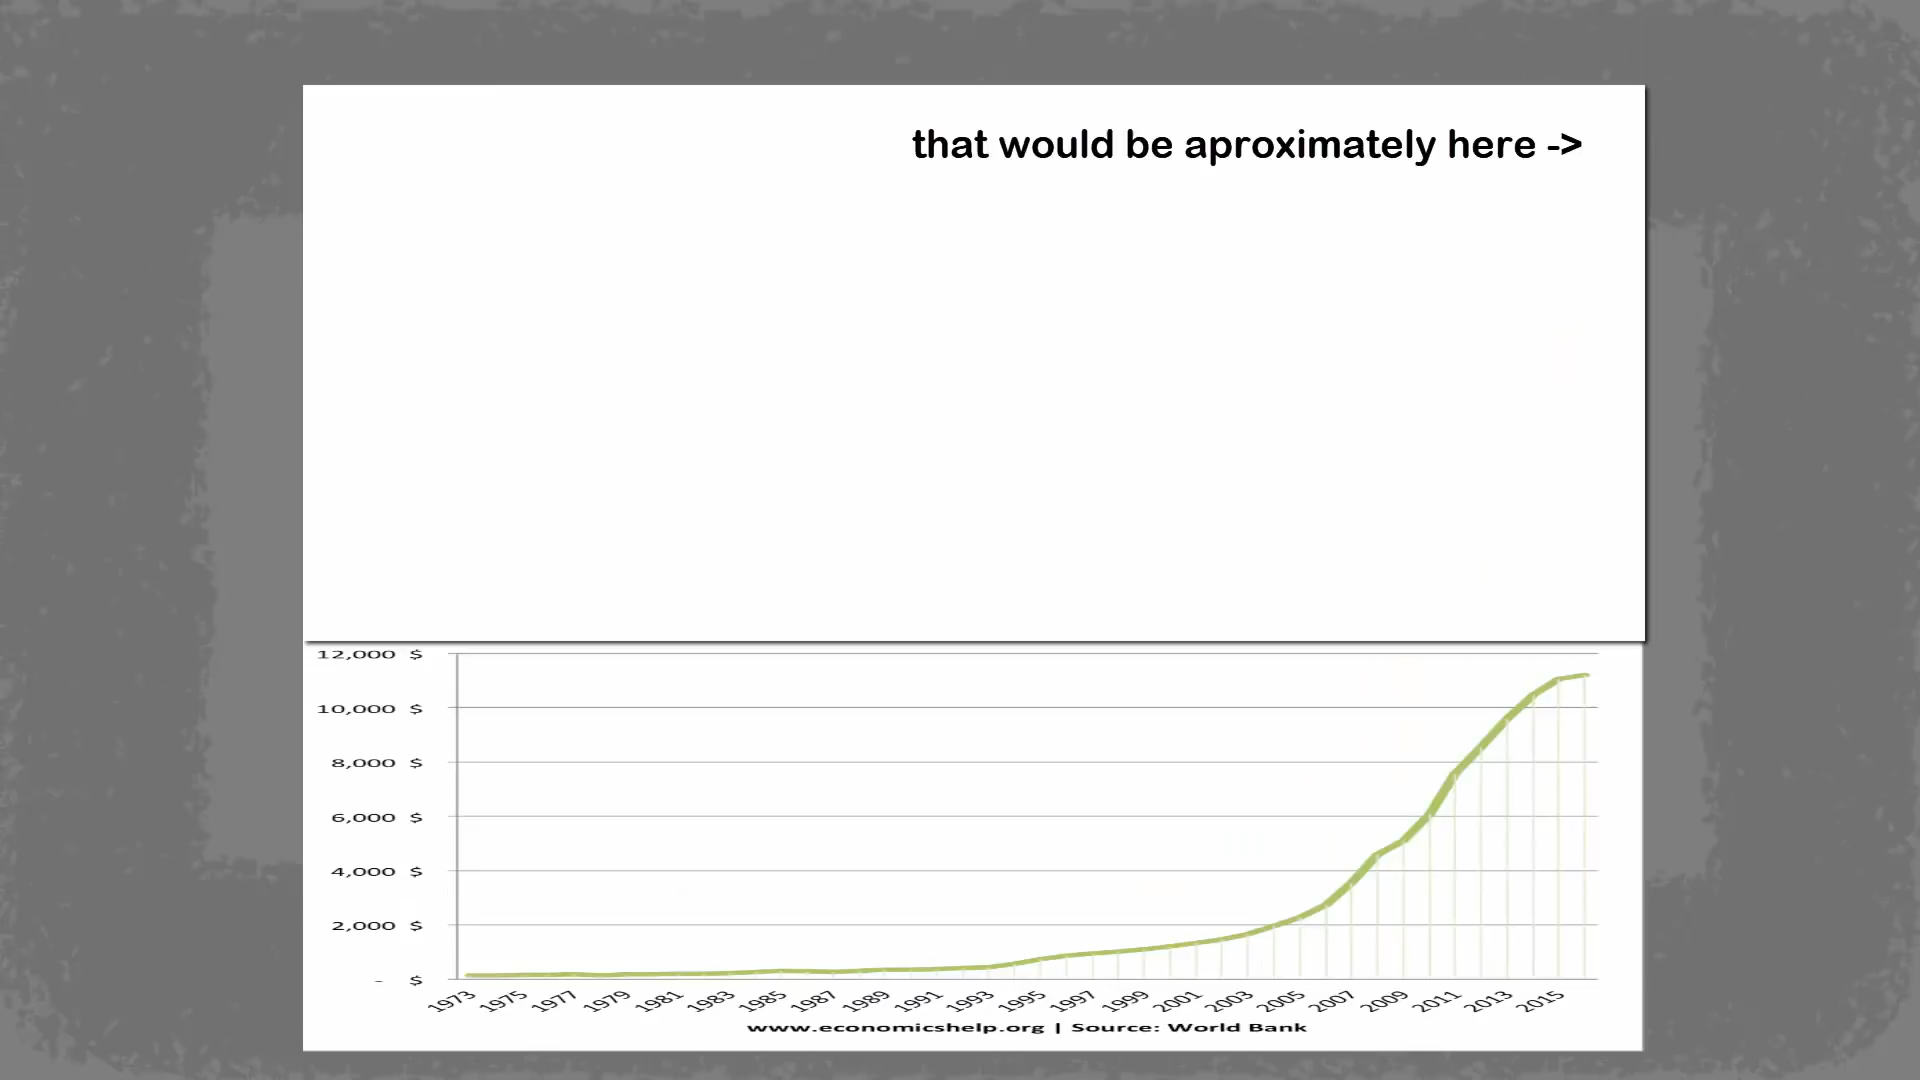 that would be aproximately here ->
12,000 $
10,000 $
8,000 $
6,000 $
4,000 $
2,000 $
- $
1973 1975 1977 1979 1981 1983 1985 1987 1989 1991 1993 1995 1997 1999 2001 2003 2005 2007 2009 2011 2013 2015
www.economicshelp.org | Source: World Bank